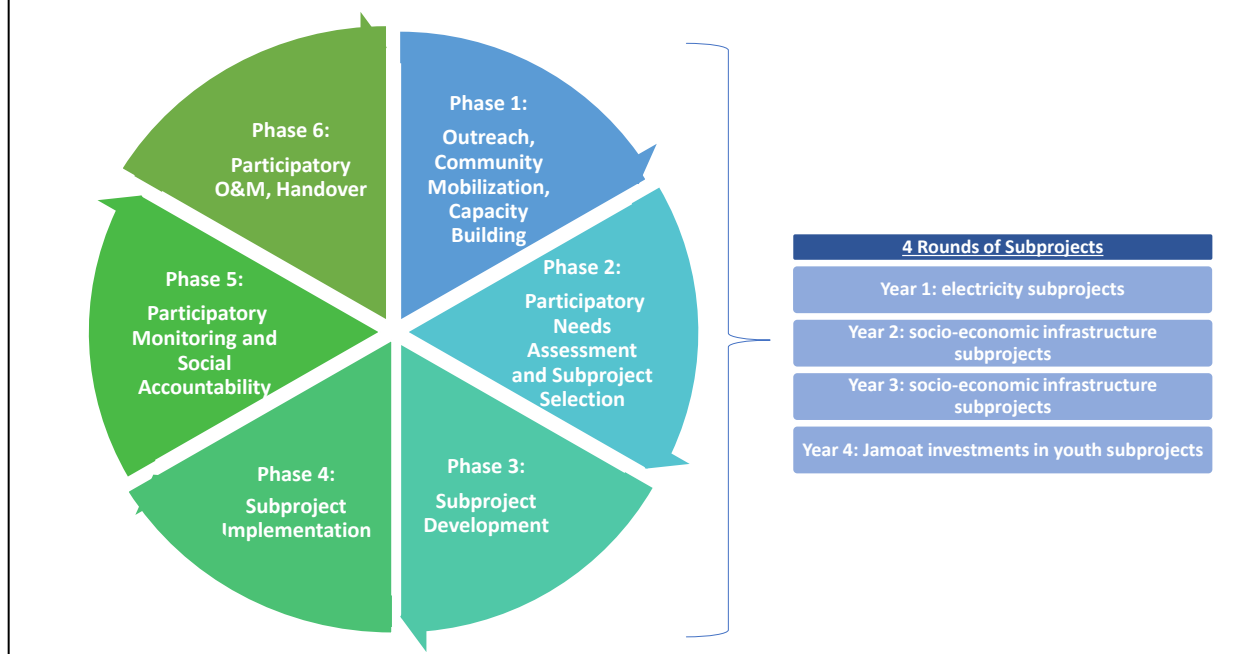 Phase 1:
Outreach,
Community
Mobilization,
Capacity
Building
Phase 2:
Participatory
Needs
Assessment
and Subproject
Selection
Phase 3:
Subproject
Development
Phase 4:
Subproject
Implementation
Phase 5:
Participatory
Monitoring and
Social
Accountability
Phase 6:
Participatory
O&M, Handover
4 Rounds of Subprojects
Year 1: electricity subprojects
Year 2: socio-economic infrastructure
subprojects
Year 3: socio-economic infrastructure
subprojects
Year 4: Jamoat investments in youth subprojects